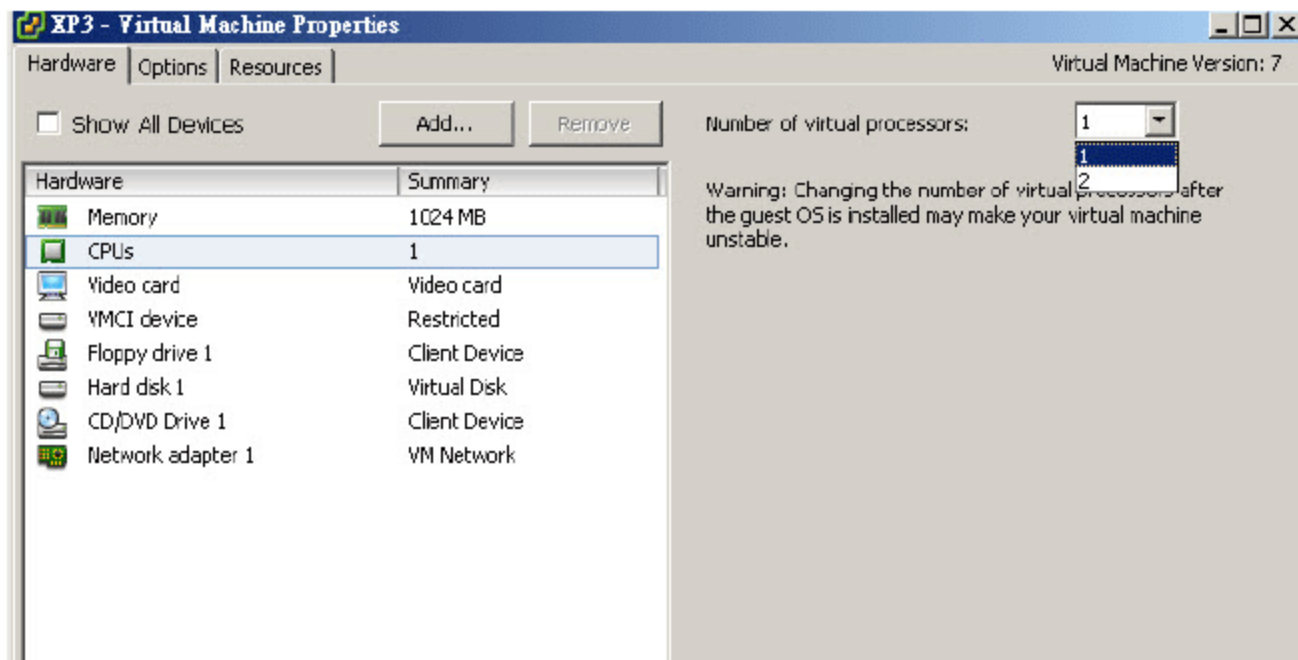 XP3 - Virtual Machine Properties
Hardware Options Resources Virtual Machine Version: 7
Show All Devices Add... Remove
Number of virtual processors: 1
1
2
Warning: Changing the number of virtual processors after
the guest OS is installed may make your virtual machine
unstable.
Hardware Summary
Memory 1024 MB
CPUs 1
Video card Video card
VMCI device Restricted
Floppy drive 1 Client Device
Hard disk 1 Virtual Disk
CD/DVD Drive 1 Client Device
Network adapter 1 VM Network